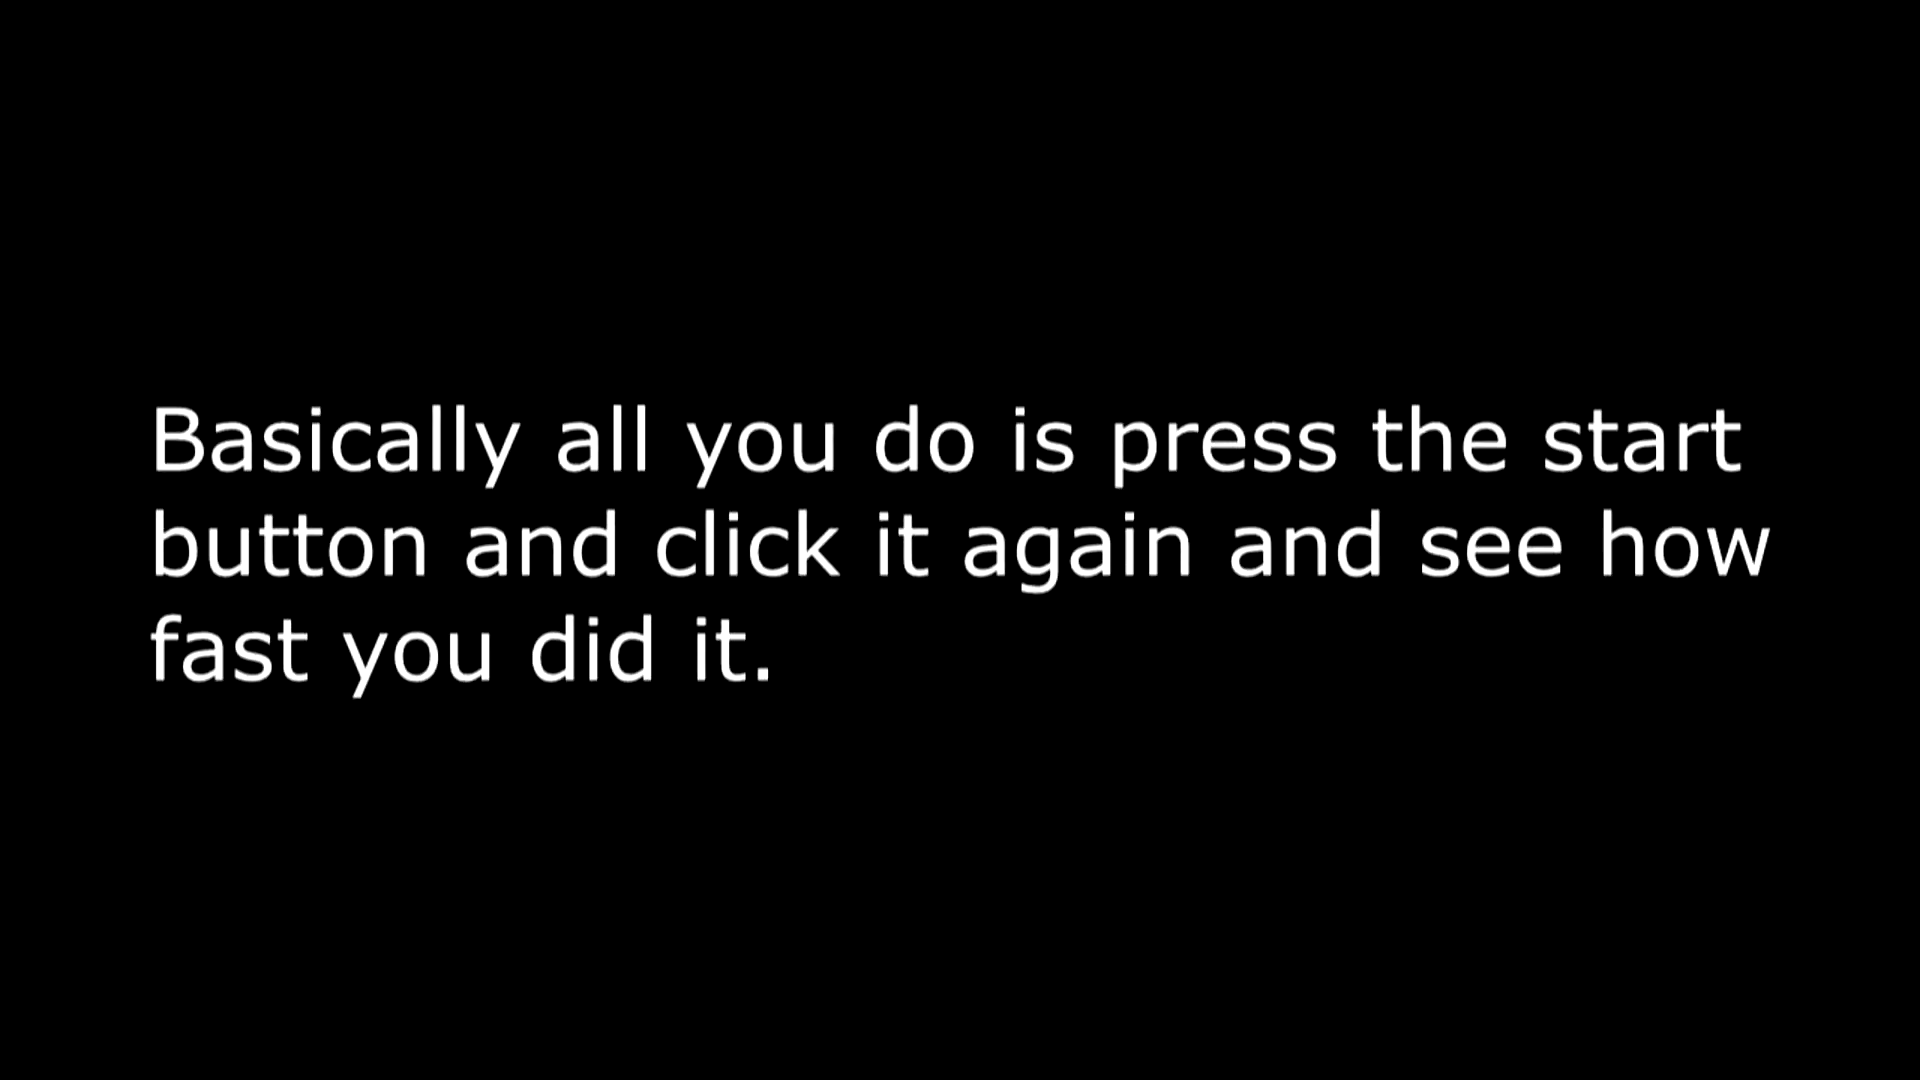 Basically all you do is press the start
button and click it again and see how
fast you did it.